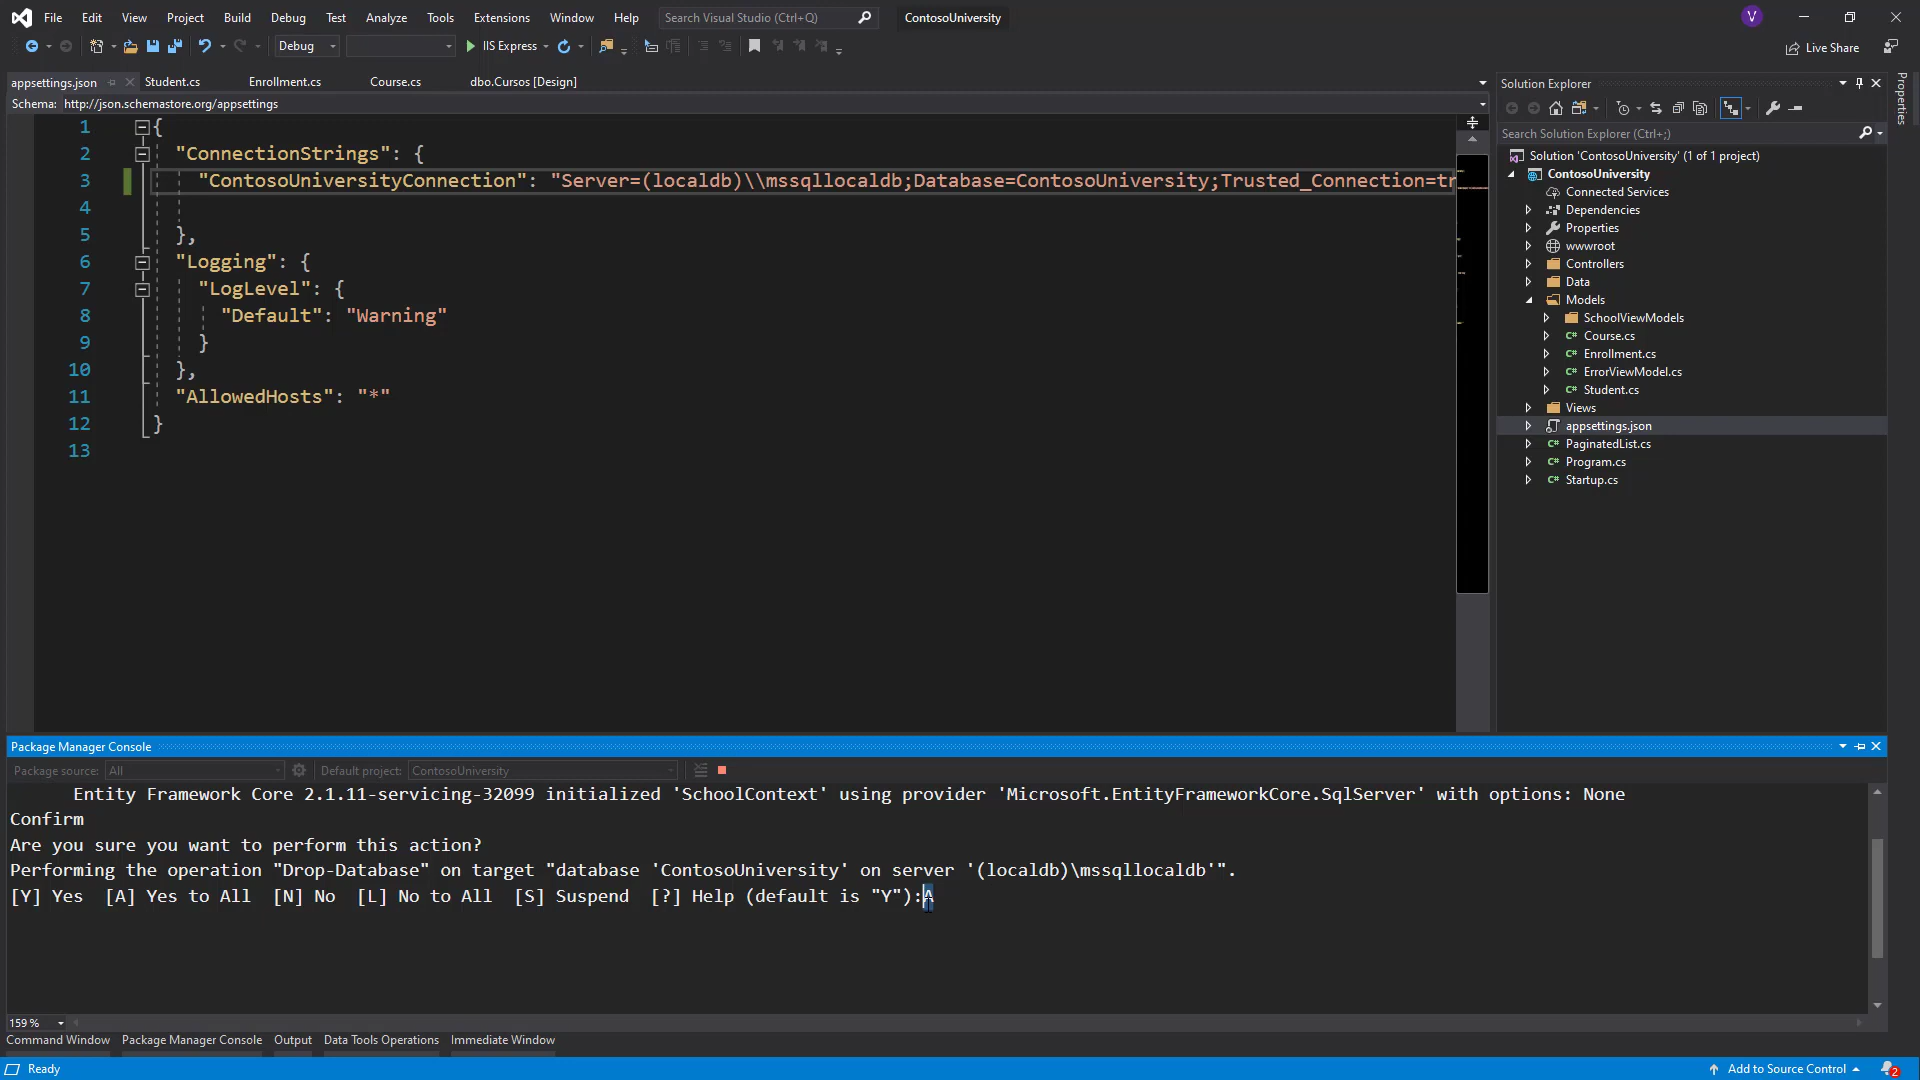 File Edit View Project Build Debug Test Analyze Tools Extensions Window Help Search Visual Studio (Ctrl+Q) ContosoUniversity V
Debug IIS Express Live Share
appsettings.json Student.cs Enrollment.cs Course.cs dbo.Cursos [Design]
Schema: http://json.schemastore.org/appsettings
1 {
2 "ConnectionStrings": {
3 "ContosoUniversityConnection": "Server=(localdb)\\mssqllocaldb;Database=ContosoUniversity;Trusted_Connection=tr
4
5 },
6 "Logging": {
7 "LogLevel": {
8 "Default": "Warning"
9 }
10 },
11 "AllowedHosts": "*"
12 }
13
Solution Explorer
Search Solution Explorer (Ctrl+;)
Solution 'ContosoUniversity' (1 of 1 project)
ContosoUniversity
Connected Services
Dependencies
Properties
wwwroot
Controllers
Data
Models
SchoolViewModels
C# Course.cs
C# Enrollment.cs
C# ErrorViewModel.cs
C# Student.cs
Views
appsettings.json
C# PaginatedList.cs
C# Program.cs
C# Startup.cs
Properties
Package Manager Console
Package source: All Default project: ContosoUniversity
Entity Framework Core 2.1.11-servicing-32099 initialized 'SchoolContext' using provider 'Microsoft.EntityFrameworkCore.SqlServer' with options: None
Confirm
Are you sure you want to perform this action?
Performing the operation "Drop-Database" on target "database 'ContosoUniversity' on server '(localdb)\mssqllocaldb'".
[Y] Yes [A] Yes to All [N] No [L] No to All [S] Suspend [?] Help (default is "Y"):A
159 %
Command Window Package Manager Console Output Data Tools Operations Immediate Window
Ready Add to Source Control 2